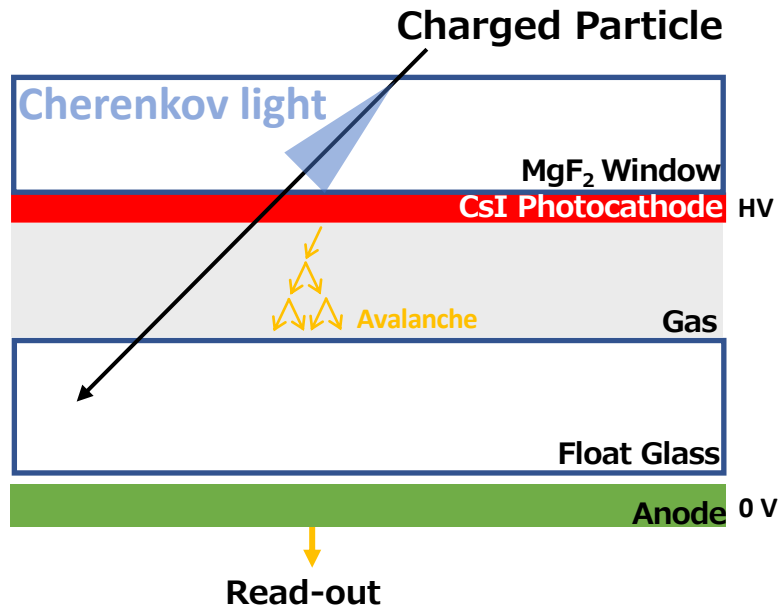 Charged Particle
Cherenkov light
MgF₂ Window
CsI Photocathode
HV
Avalanche
Gas
Float Glass
Anode
0 V
Read-out